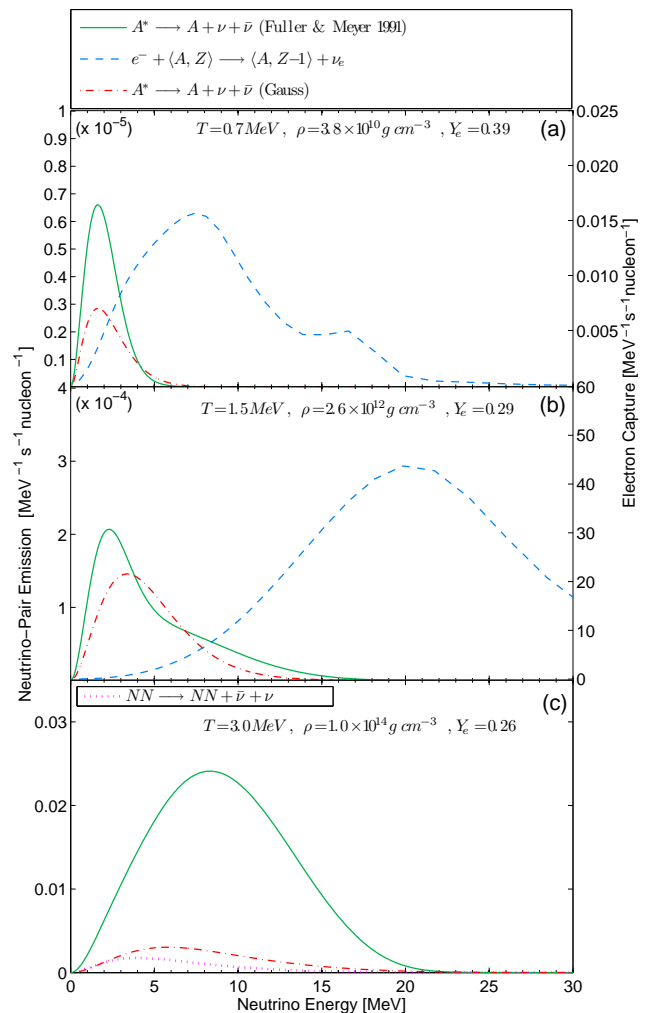 A* ⟶ A + ν + ν̄ (Fuller & Meyer 1991)
e⁻ + ⟨A, Z⟩ ⟶ ⟨A, Z−1⟩ + νₑ
A* ⟶ A + ν + ν̄ (Gauss)
(x 10⁻⁵)
T=0.7 MeV , ρ=3.8×10¹⁰ g cm⁻³ , Yₑ=0.39
(a)
1
0.9
0.8
0.7
0.6
0.5
0.4
0.3
0.2
0.1
0.025
0.020
0.015
0.010
0.005
(x 10⁻⁴)
T=1.5 MeV , ρ=2.6×10¹² g cm⁻³ , Yₑ=0.29
(b)
4
3
2
1
60
50
40
30
20
10
0
NN ⟶ NN + ν̄ + ν
(c)
T=3.0 MeV , ρ=1.0×10¹⁴ g cm⁻³ , Yₑ=0.26
0.03
0.02
0.01
0
0 5 10 15 20 25 30
Neutrino Energy [MeV]
Neutrino−Pair Emission [MeV⁻¹ s⁻¹ nucleon⁻¹]
Electron Capture [MeV⁻¹s⁻¹nucleon⁻¹]